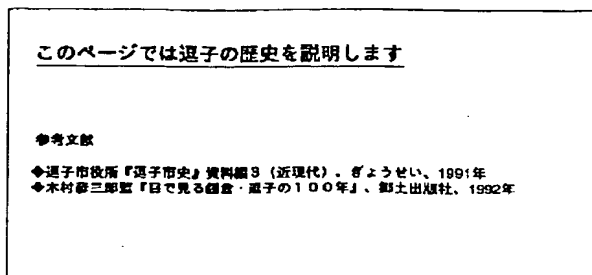 このページでは逗子の歴史を説明します
参考文献
◆逗子市役所『逗子市史』資料編3（近現代）．ぎょうせい、1991年
◆木村彦三郎監『目で見る鎌倉・逗子の100年』、郷土出版社、1992年